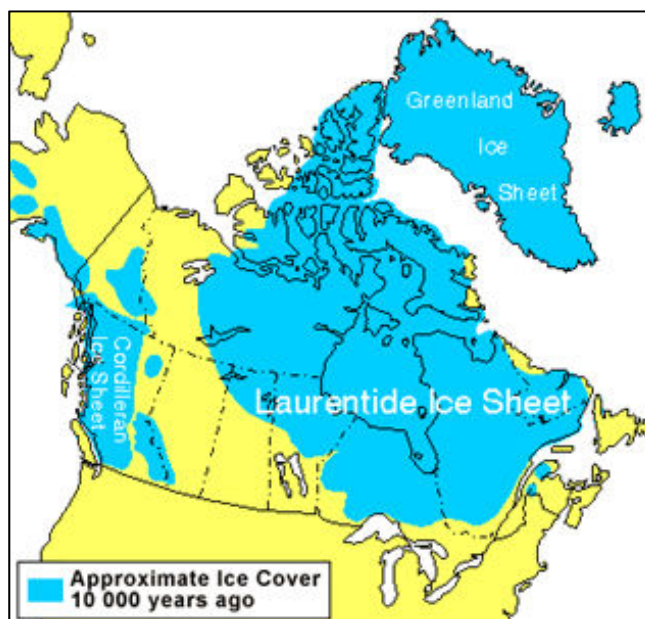 Greenland
Ice
Sheet
Cordilleran
Ice Sheet
Laurentide Ice Sheet
Approximate Ice Cover
10 000 years ago